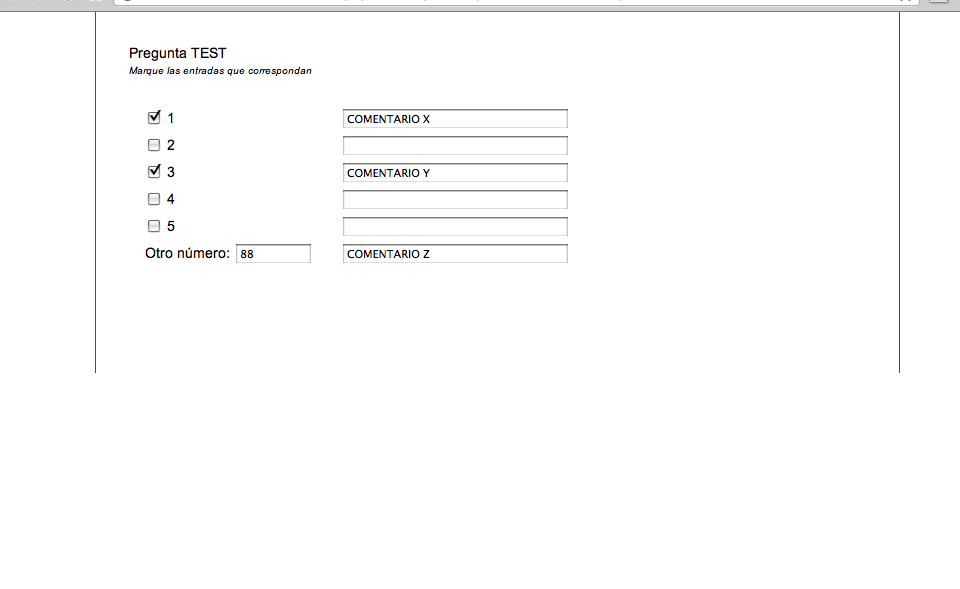 Pregunta TEST
Marque las entradas que correspondan
1 COMENTARIO X
2
3 COMENTARIO Y
4
5
Otro número: 88 COMENTARIO Z